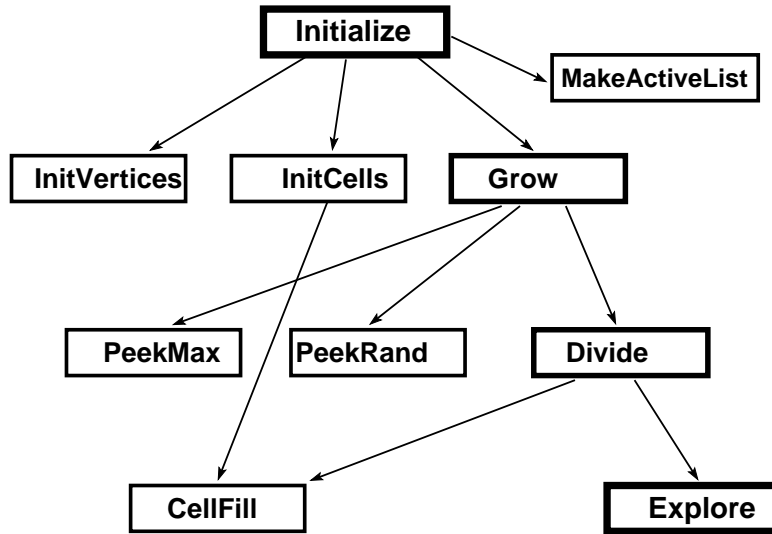 Initialize
MakeActiveList
InitVertices
InitCells
Grow
PeekMax
PeekRand
Divide
CellFill
Explore